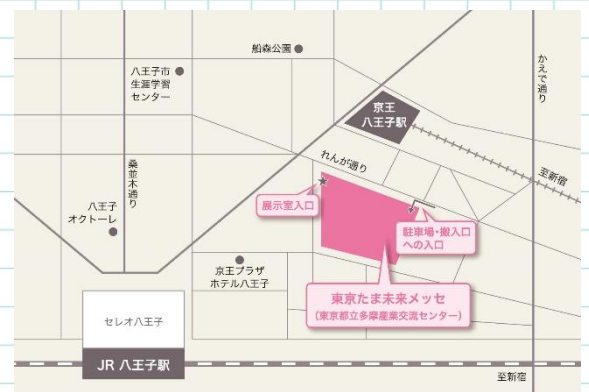 船森公園
八王子市
生涯学習
センター
かえで通り
京王
八王子駅
れんが通り
至新宿
桑並木通り
八王子
オクトーレ
展示室入口
駐車場・搬入口
への入口
京王プラザ
ホテル八王子
東京たま未来メッセ
(東京都立多摩産業交流センター)
セレオ八王子
JR 八王子駅
至新宿